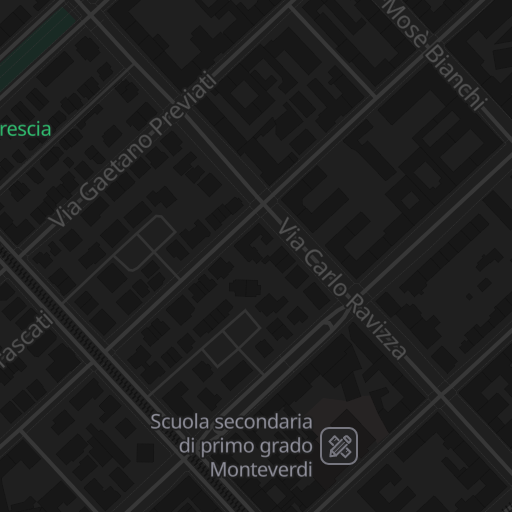 Mosè Bianchi
Via Gaetano Previati
rescia
Via Carlo Ravizza
rascati
Scuola secondaria
di primo grado
Monteverdi